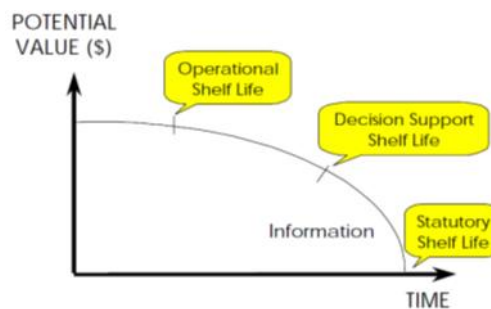 POTENTIAL
VALUE ($)
Operational
Shelf Life
Decision Support
Shelf Life
Information
Statutory
Shelf Life
TIME